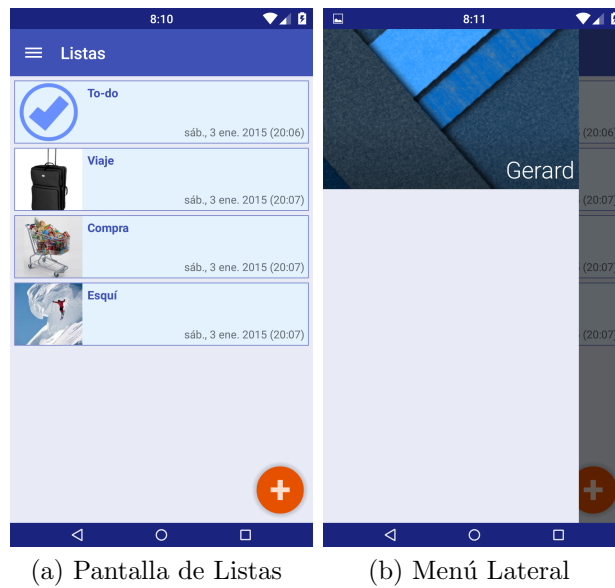 8:10
Listas
To-do
sáb., 3 ene. 2015 (20:06)
Viaje
sáb., 3 ene. 2015 (20:07)
Compra
sáb., 3 ene. 2015 (20:07)
Esquí
sáb., 3 ene. 2015 (20:07)
(a) Pantalla de Listas
8:11
Gerard
(20:06)
(20:07)
(20:07)
(20:07)
(b) Menú Lateral